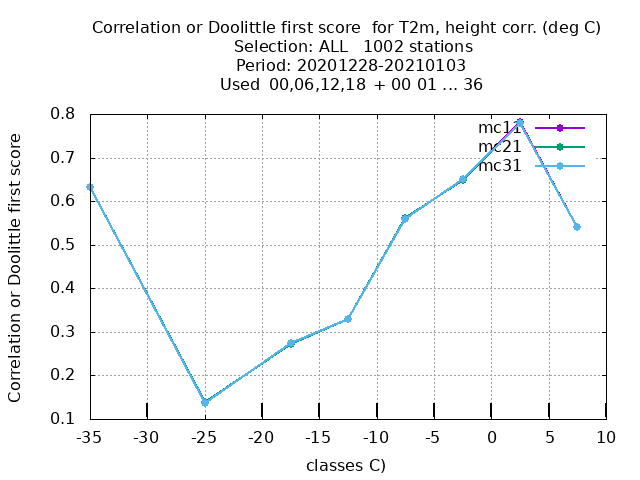 Correlation or Doolittle first score  for T2m, height corr. (deg C)
Selection: ALL   1002 stations
Period: 20201228-20210103
Used  00,06,12,18  + 00 01 ... 36
Correlation or Doolittle first score
0.8
0.7
0.6
0.5
0.4
0.3
0.2
0.1
mc11
mc21
mc31
-35 -30 -25 -20 -15 -10 -5 0 5 10
classes C)